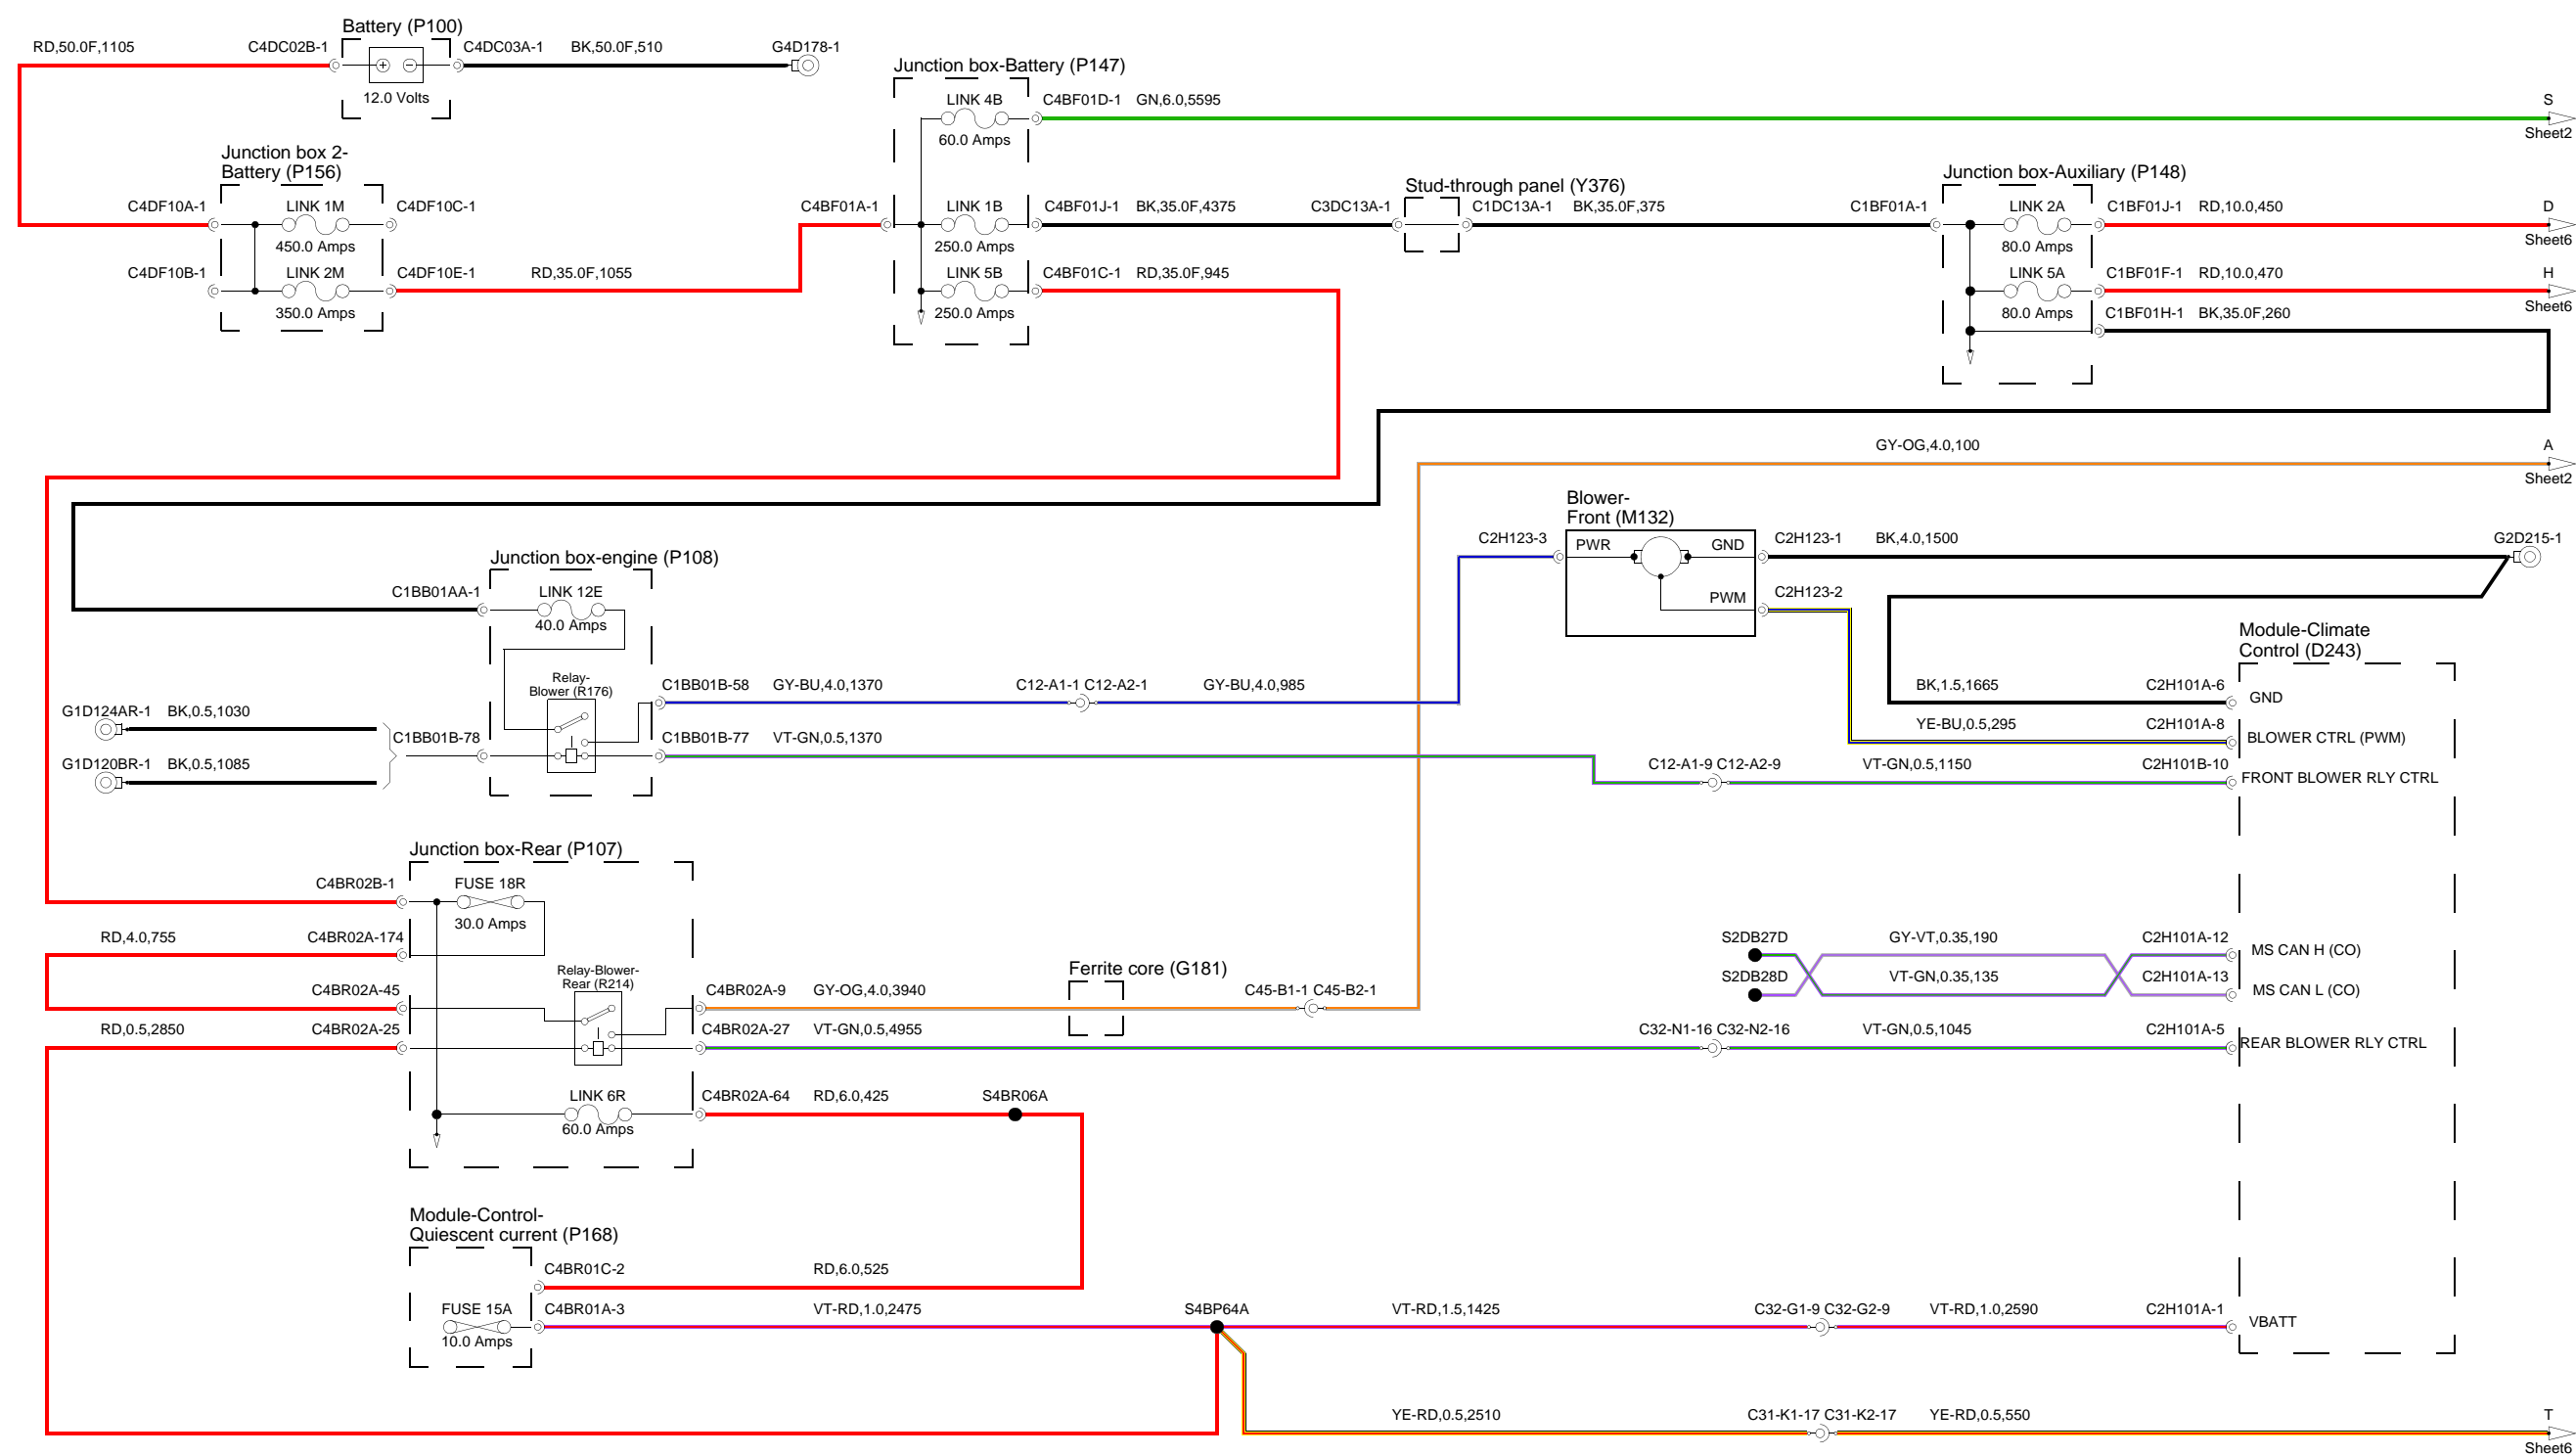 Battery (P100)
RD,50.0F,1105
C4DC02B-1
C4DC03A-1
BK,50.0F,510
G4D178-1
12.0 Volts
Junction box-Battery (P147)
LINK 4B
60.0 Amps
C4BF01D-1
GN,6.0,5595
S
Sheet2
Junction box 2-
Battery (P156)
C4DF10A-1
LINK 1M
450.0 Amps
C4DF10C-1
C4DF10B-1
LINK 2M
350.0 Amps
C4DF10E-1
RD,35.0F,1055
C4BF01A-1
LINK 1B
250.0 Amps
C4BF01J-1
BK,35.0F,4375
C3DC13A-1
Stud-through panel (Y376)
C1DC13A-1
BK,35.0F,375
LINK 5B
250.0 Amps
C4BF01C-1
RD,35.0F,945
Junction box-Auxiliary (P148)
C1BF01A-1
LINK 2A
80.0 Amps
C1BF01J-1
RD,10.0,450
D
Sheet6
LINK 5A
80.0 Amps
C1BF01F-1
RD,10.0,470
H
Sheet6
C1BF01H-1
BK,35.0F,260
GY-OG,4.0,100
A
Sheet2
Blower-
Front (M132)
C2H123-3
PWR
GND
PWM
C2H123-1
BK,4.0,1500
G2D215-1
C2H123-2
Junction box-engine (P108)
C1BB01AA-1
LINK 12E
40.0 Amps
Relay-
Blower (R176)
C1BB01B-58
GY-BU,4.0,1370
C12-A1-1 C12-A2-1
GY-BU,4.0,985
G1D124AR-1
BK,0.5,1030
C1BB01B-78
G1D120BR-1
BK,0.5,1085
C1BB01B-77
VT-GN,0.5,1370
C12-A1-9 C12-A2-9
VT-GN,0.5,1150
C2H101B-10
FRONT BLOWER RLY CTRL
Module-Climate
Control (D243)
BK,1.5,1665
C2H101A-6
GND
YE-BU,0.5,295
C2H101A-8
BLOWER CTRL (PWM)
Junction box-Rear (P107)
C4BR02B-1
FUSE 18R
30.0 Amps
RD,4.0,755
C4BR02A-174
C4BR02A-45
Relay-Blower-
Rear (R214)
C4BR02A-9
GY-OG,4.0,3940
Ferrite core (G181)
C45-B1-1 C45-B2-1
RD,0.5,2850
C4BR02A-25
C4BR02A-27
VT-GN,0.5,4955
S2DB27D
GY-VT,0.35,190
C2H101A-12
MS CAN H (CO)
S2DB28D
VT-GN,0.35,135
C2H101A-13
MS CAN L (CO)
C32-N1-16 C32-N2-16
VT-GN,0.5,1045
C2H101A-5
REAR BLOWER RLY CTRL
LINK 6R
60.0 Amps
C4BR02A-64
RD,6.0,425
S4BR06A
Module-Control-
Quiescent current (P168)
C4BR01C-2
RD,6.0,525
FUSE 15A
10.0 Amps
C4BR01A-3
VT-RD,1.0,2475
S4BP64A
VT-RD,1.5,1425
C32-G1-9 C32-G2-9
VT-RD,1.0,2590
C2H101A-1
VBATT
YE-RD,0.5,2510
C31-K1-17 C31-K2-17
YE-RD,0.5,550
T
Sheet6